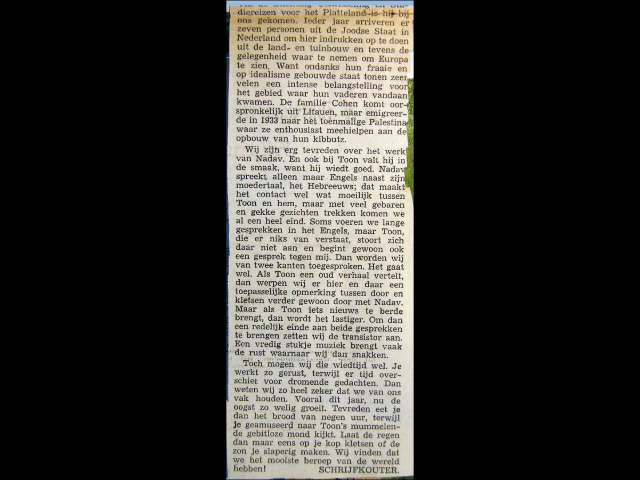 diereizen voor het Platteland is hij bij
ons gekomen. Ieder jaar arriveren er
zeven personen uit de Joodse Staat in
Nederland om hier indrukken op te doen
uit de land- en tuinbouw en tevens de
gelegenheid waar te nemen om Europa
te zien. Want ondanks hun fraaie en
op idealisme gebouwde staat tonen zeer
velen een intense belangstelling voor
het gebied waar hun vaderen vandaan
kwamen. De familie Cohen komt oor-
spronkelijk uit Litauen, maar emigreer-
de in 1933 naar het toenmalige Palestina
waar ze enthousiast meehielpen aan de
opbouw van hun kibbutz.
Wij zijn erg tevreden over het werk
van Nadav. En ook bij Toon valt hij in
de smaak, want hij wiedt goed. Nadav
spreekt alleen maar Engels naast zijn
moedertaal, het Hebreeuws; dat maakt
het contact wel wat moeilijk tussen
Toon en hem, maar met veel gebaren
en gekke gezichten trekken komen we
al een heel eind. Soms voeren we lange
gesprekken in het Engels, maar Toon,
die er niks van verstaat, stoort zich
daar niet aan en begint gewoon ook
een gesprek tegen mij. Dan worden wij
van twee kanten toegesproken. Het gaat
wel. Als Toon een oud verhaal vertelt,
dan werpen wij er hier en daar een
toepasselijke opmerking tussen door en
kletsen verder gewoon door met Nadav.
Maar als Toon iets nieuws te berde
brengt, dan wordt het lastiger. Om dan
een redelijk einde aan beide gesprekken
te brengen zetten wij de transistor aan.
Een vredig stukje muziek brengt vaak
de rust waarnaar wij dan snakken.
Toch mogen wij die wiedtijd wel. Je
werkt zo gerust, terwijl er tijd over-
schiet voor dromende gedachten. Dan
weten wij zo heel zeker dat we van ons
vak houden. Vooral dit jaar, nu de
oogst zo welig groeit. Tevreden eet je
dan het brood van negen uur, terwijl
je geamuseerd naar Toon's mummelen-
de gebitloze mond kijkt. Laat de regen
dan maar eens op je kop kletsen of de
zon je slaperig maken. Wij vinden dat
we het mooiste beroep van de wereld
hebben! SCHRIJFKOUTER.